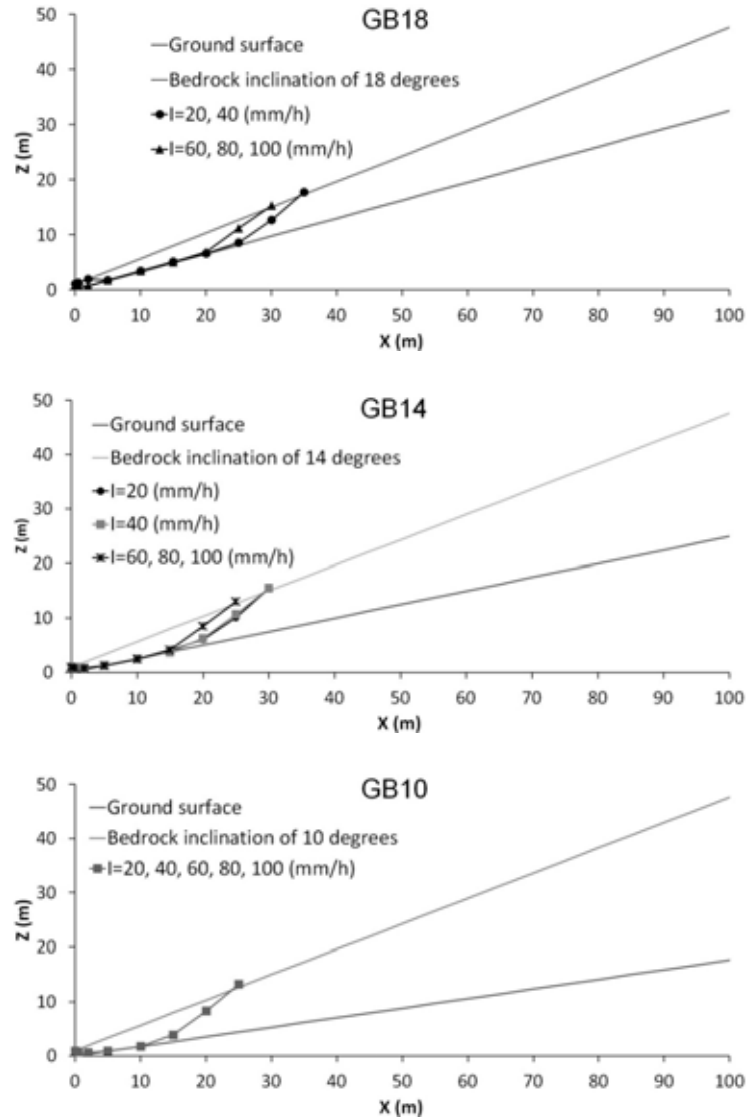 GB18
Ground surface
Bedrock inclination of 18 degrees
I=20, 40 (mm/h)
I=60, 80, 100 (mm/h)
Z (m)
50
40
30
20
10
0
0 10 20 30 40 50 60 70 80 90 100
X (m)
GB14
Ground surface
Bedrock inclination of 14 degrees
I=20 (mm/h)
I=40 (mm/h)
I=60, 80, 100 (mm/h)
Z (m)
50
40
30
20
10
0
0 10 20 30 40 50 60 70 80 90 100
X (m)
GB10
Ground surface
Bedrock inclination of 10 degrees
I=20, 40, 60, 80, 100 (mm/h)
Z (m)
50
40
30
20
10
0
0 10 20 30 40 50 60 70 80 90 100
X (m)